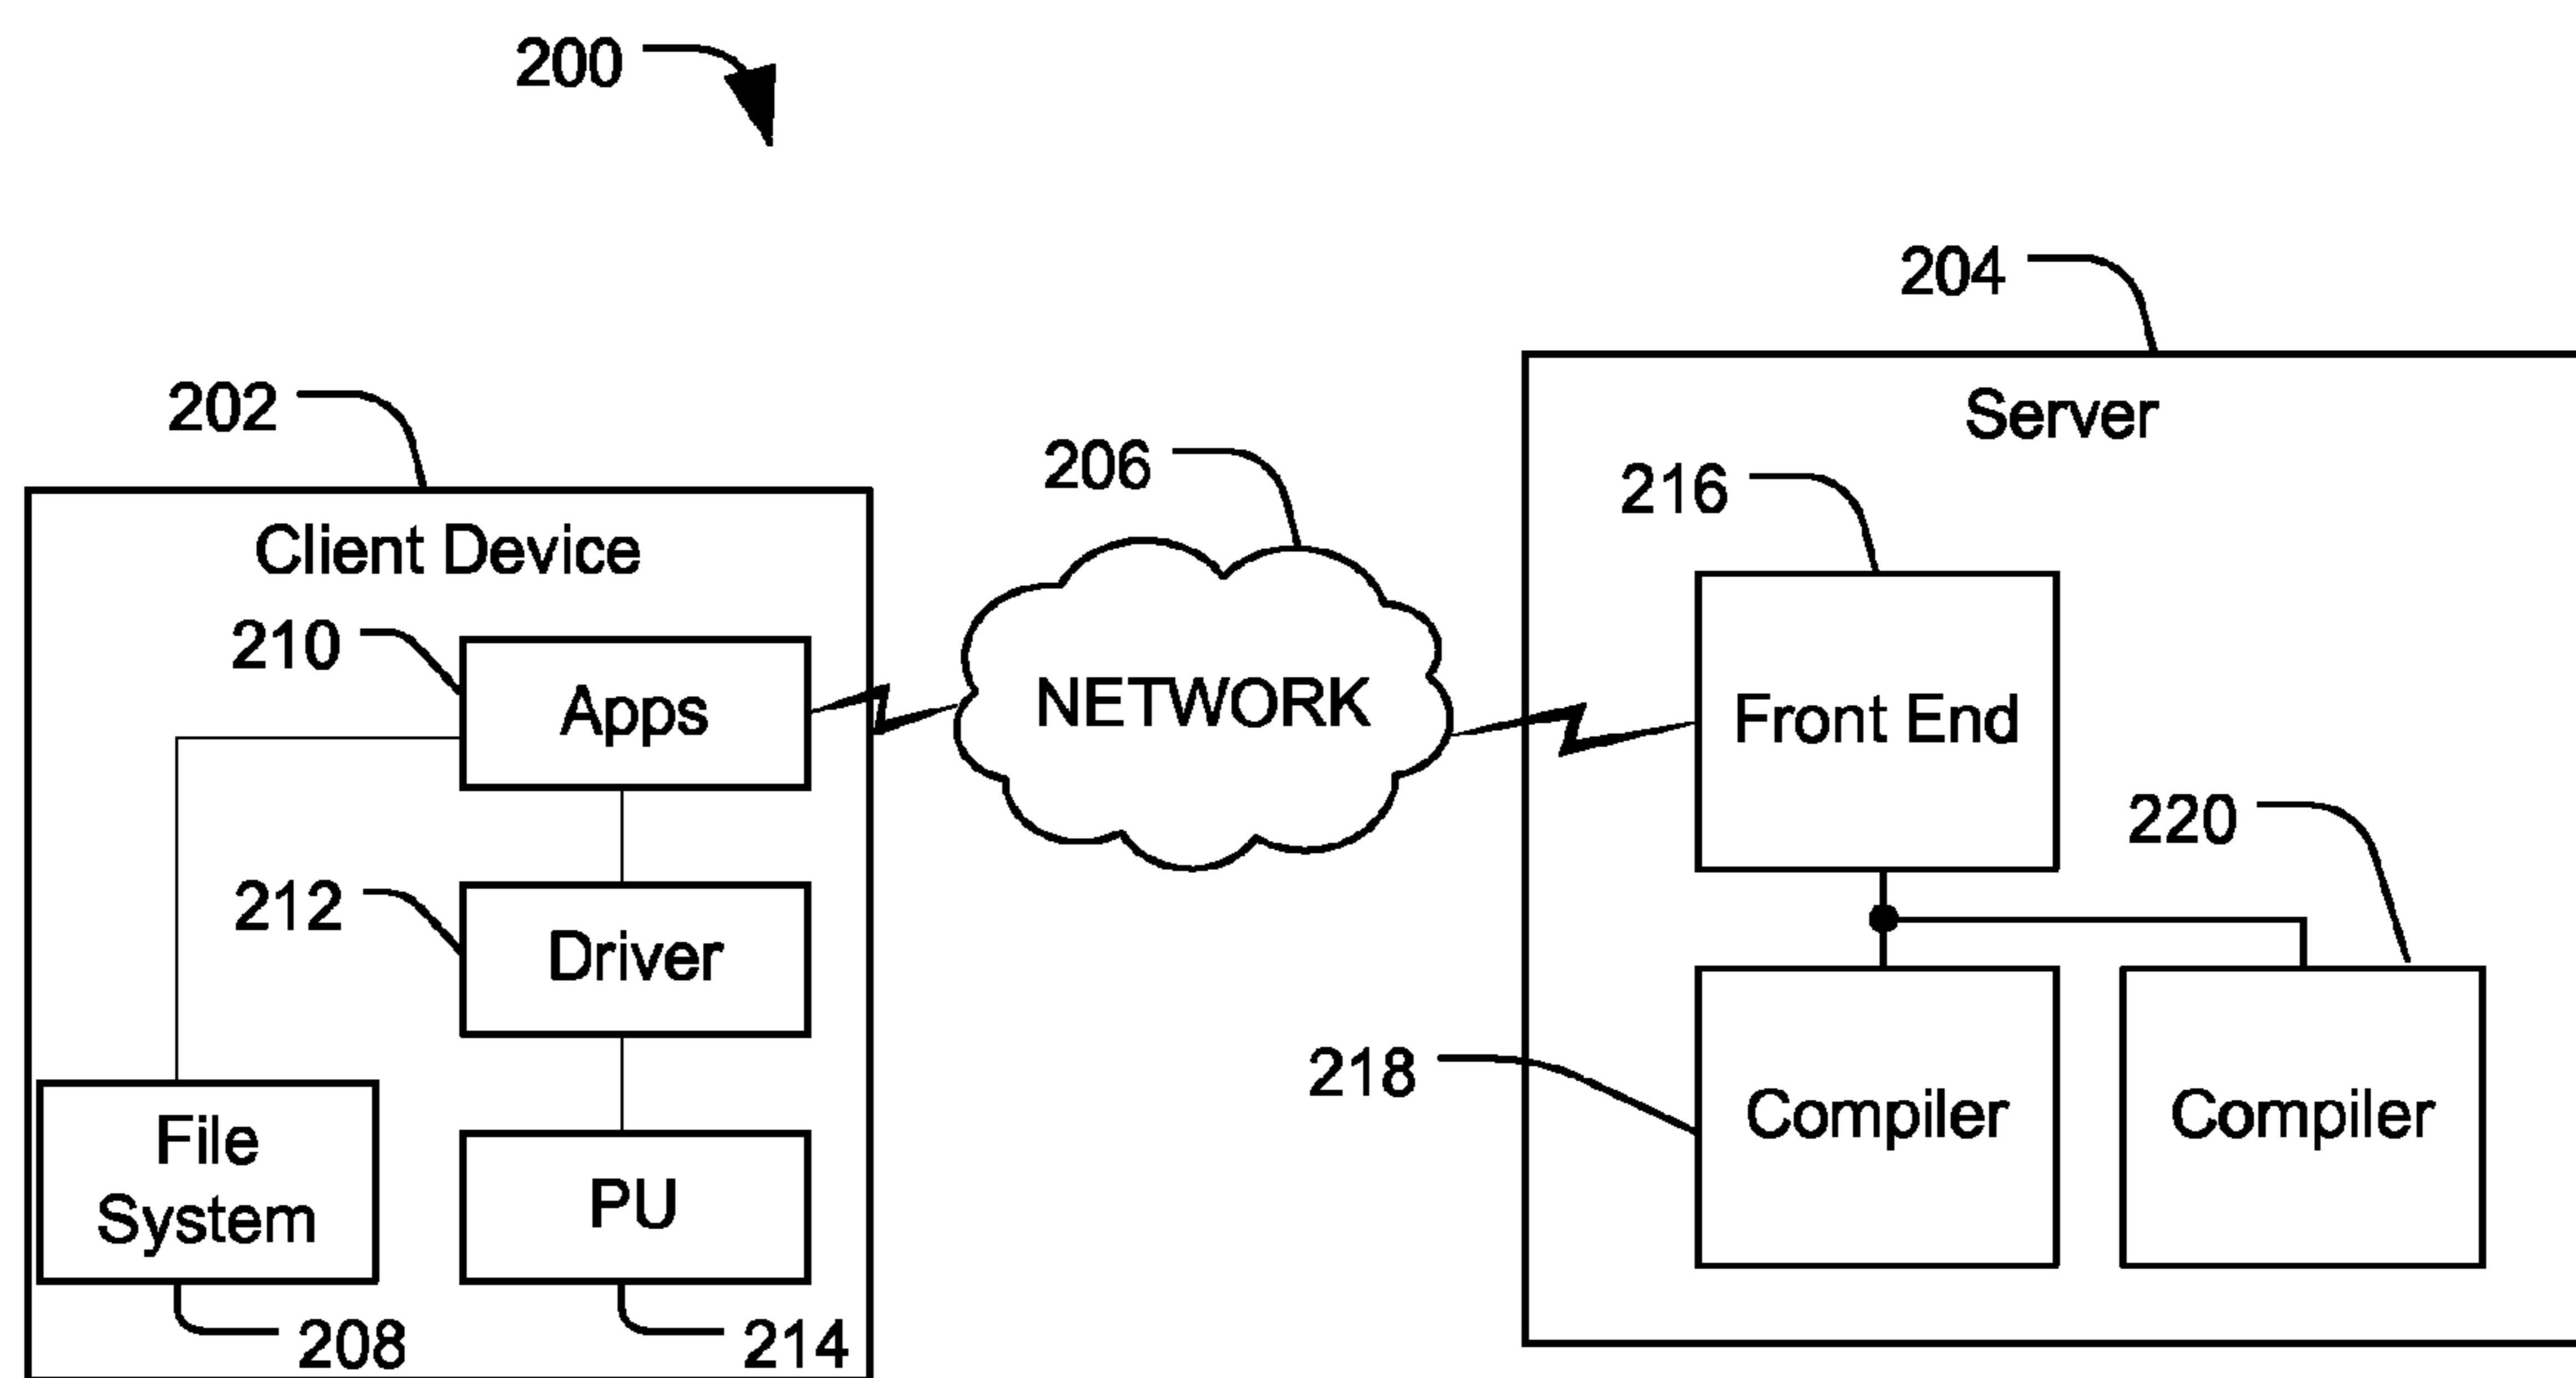 200
204
Server
202
Client Device
206
216
210
Apps
NETWORK
Front End
212
Driver
220
218
Compiler
Compiler
File
System
PU
208
214